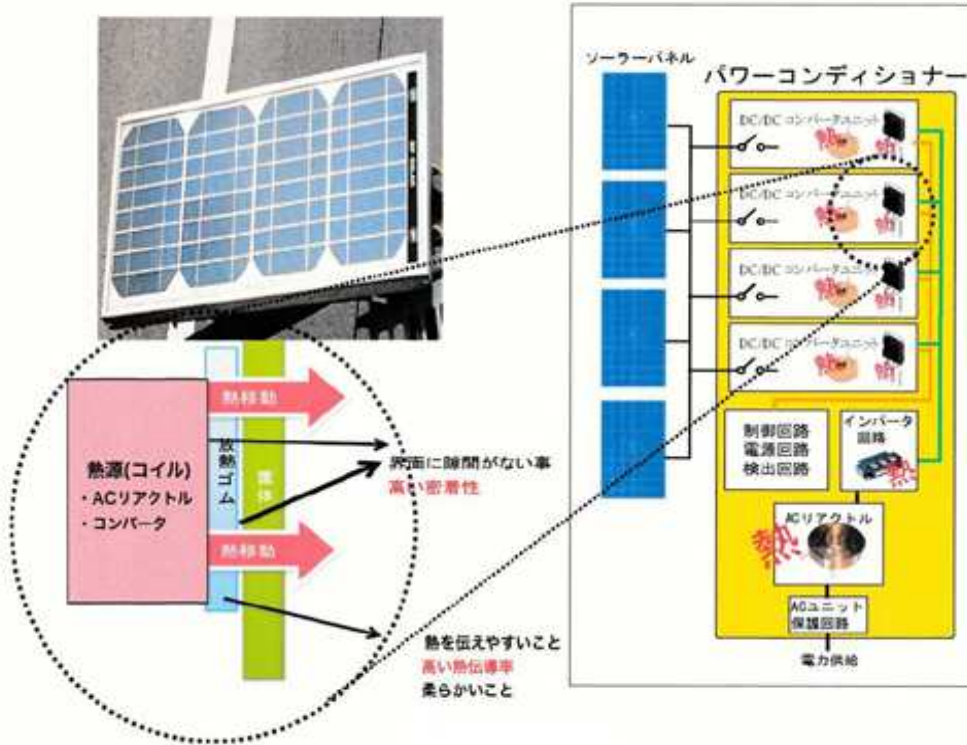 ソーラーパネル
パワーコンディショナー
DC/DC コンバータユニット
熱
熱
DC/DC コンバータユニット
熱
熱
DC/DC コンバータユニット
熱
熱
DC/DC コンバータユニット
熱
熱
制御回路
電源回路
検出回路
インバータ
回路
熱
ACリアクトル
熱
ACユニット
保護回路
電力供給
熱源(コイル)
・ACリアクトル
・コンバータ
放熱ゴム
筐体
熱移動
熱移動
界面に隙間がない事
高い密着性
熱を伝えやすいこと
高い熱伝導率
柔らかいこと